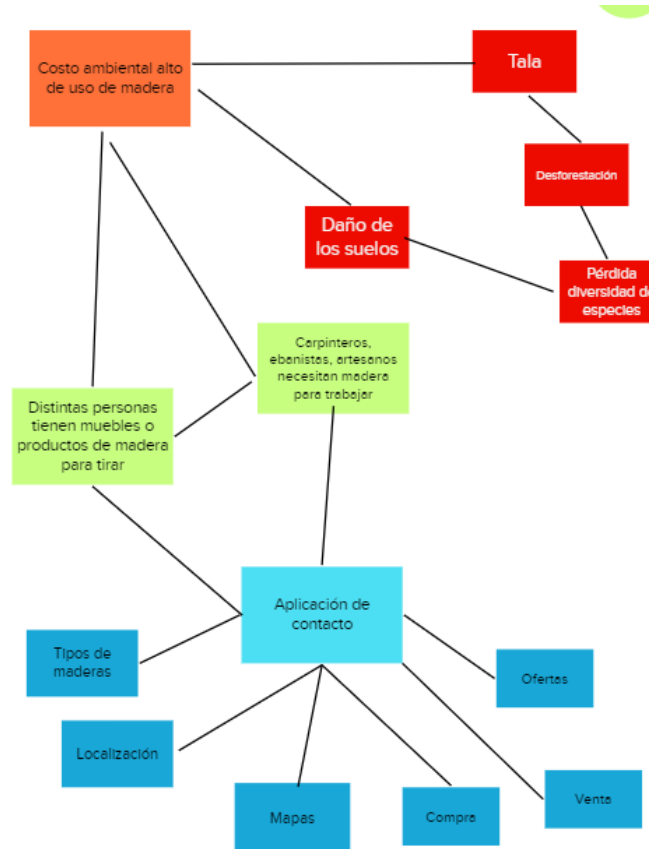 Costo ambiental alto
de uso de madera
Tala
Desforestación
Daño de
los suelos
Pérdida
diversidad de
especies
Carpinteros,
ebanistas, artesanos
necesitan madera
para trabajar
Distintas personas
tienen muebles o
productos de madera
para tirar
Aplicación de
contacto
Tipos de
maderas
Ofertas
Localización
Mapas
Compra
Venta